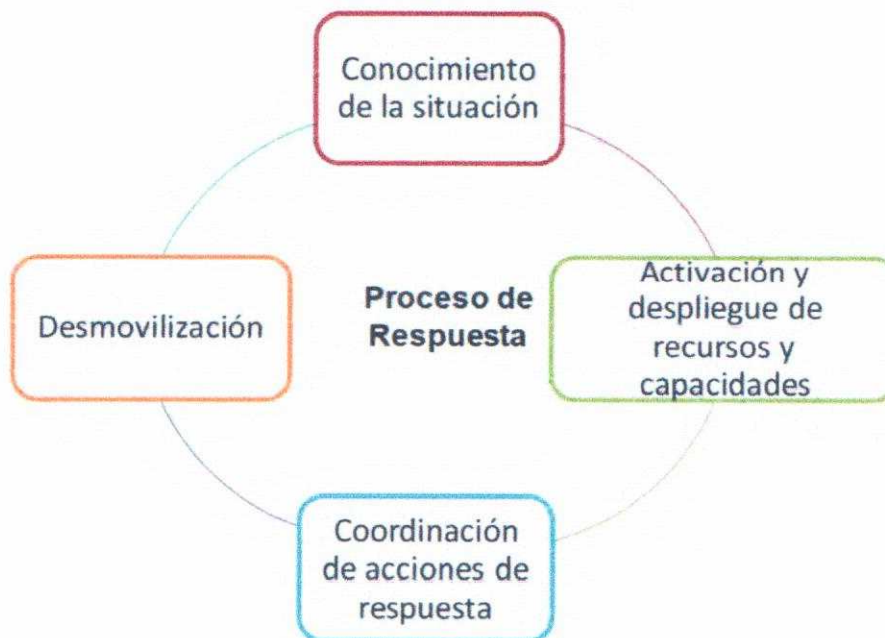 Conocimiento
de la situación
Activación y
despliegue de
recursos y
capacidades
Proceso de
Respuesta
Desmovilización
Coordinación
de acciones de
respuesta